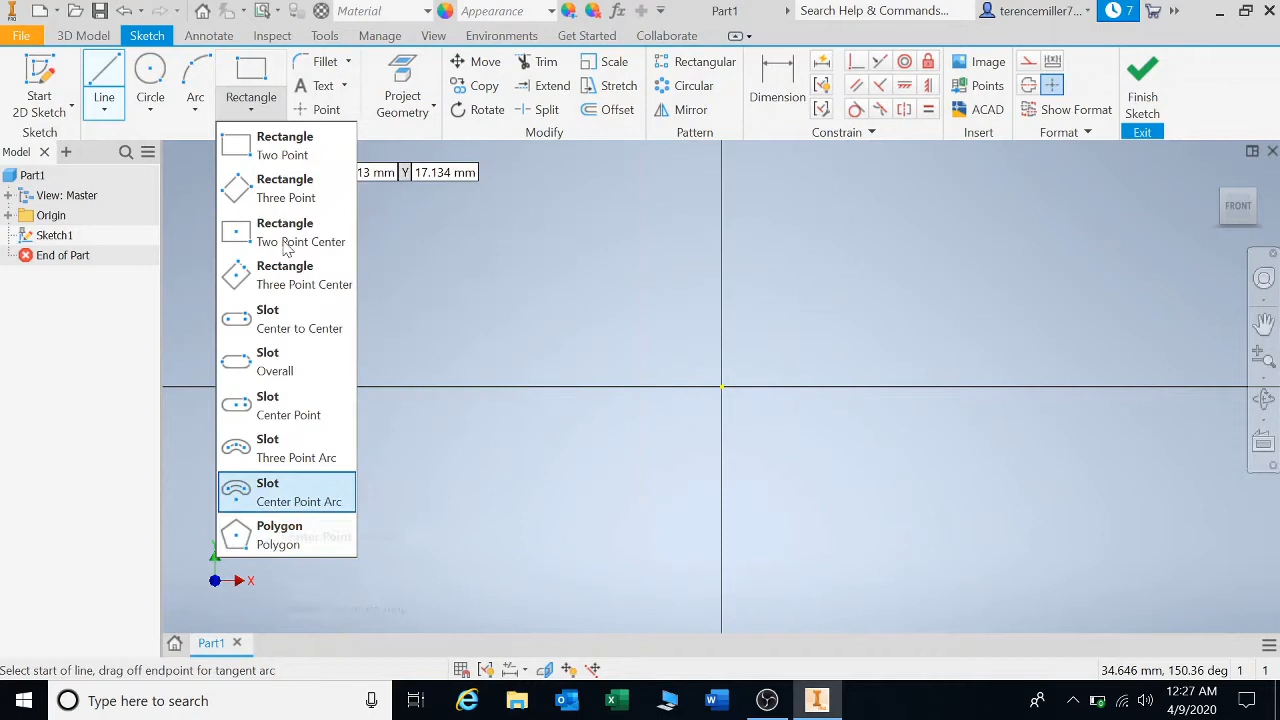 Material
Appearance
Part1
Search Help & Commands...
terencemiller7...
7
PRO
File
3D Model
Sketch
Annotate
Inspect
Tools
Manage
View
Environments
Get Started
Collaborate
Start
2D Sketch
Line
Circle
Arc
Rectangle
Fillet
Text
Point
Project
Geometry
Move
Copy
Rotate
Trim
Extend
Split
Scale
Stretch
Offset
Rectangular
Circular
Mirror
Dimension
Image
Points
ACAD
Show Format
Finish
Sketch
Sketch
Modify
Pattern
Constrain
Insert
Format
Exit
Model
Part1
View: Master
Origin
Sketch1
End of Part
Rectangle
Two Point
Rectangle
Three Point
Rectangle
Two Point Center
Rectangle
Three Point Center
Slot
Center to Center
Slot
Overall
Slot
Center Point
Slot
Three Point Arc
Slot
Center Point Arc
Polygon
Polygon
13 mm
Y
17.134 mm
FRONT
X
Part1
Select start of line, drag off endpoint for tangent arc
34.646 mm, 150.36 deg
1
1
Type here to search
12:27 AM
4/9/2020